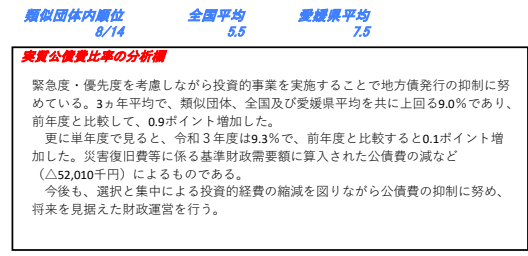 類似団体内順位 全国平均 愛媛県平均
8/14 5.5 7.5
実質公債費比率の分析欄
緊急度・優先度を考慮しながら投資的事業を実施することで地方債発行の抑制に努
めている。3ヵ年平均で、類似団体、全国及び愛媛県平均を共に上回る9.0%であり、
前年度と比較して、0.9ポイント増加した。
更に単年度で見ると、令和３年度は9.3%で、前年度と比較すると0.1ポイント増
加した。災害復旧費等に係る基準財政需要額に算入された公債費の減など
（△52,010千円）によるものである。
今後も、選択と集中による投資的経費の縮減を図りながら公債費の抑制に努め、
将来を見据えた財政運営を行う。